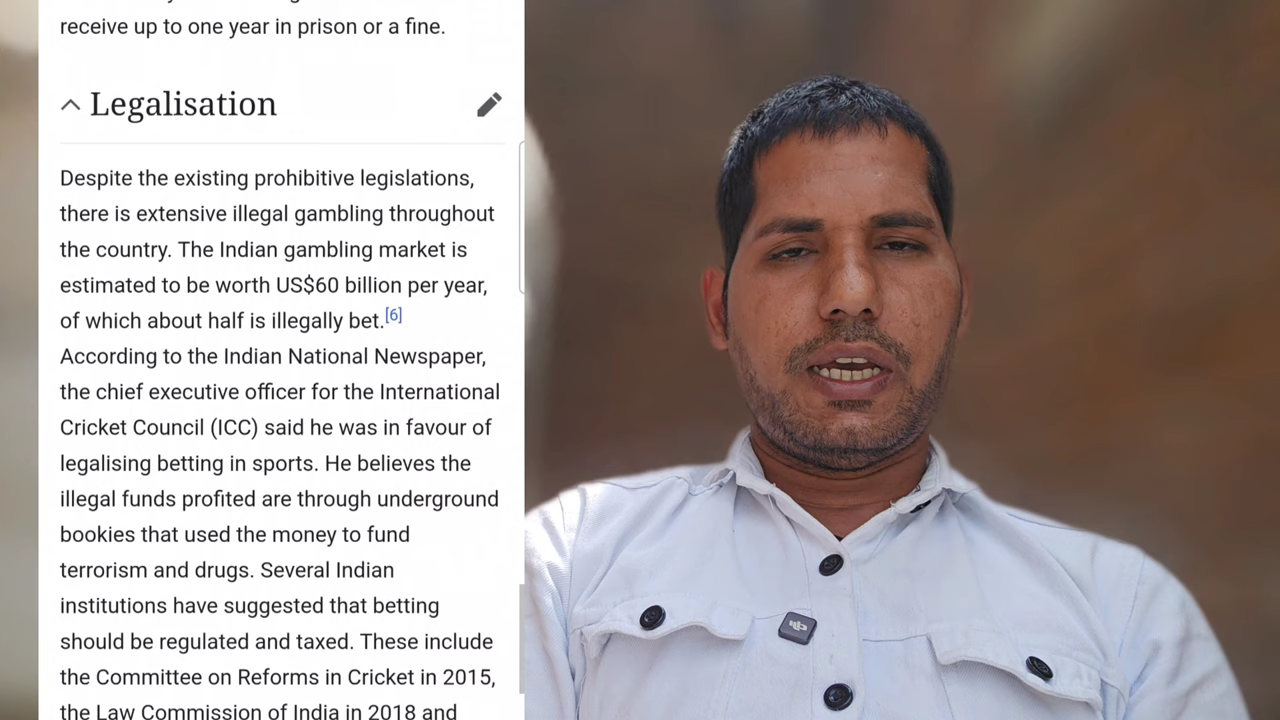 receive up to one year in prison or a fine.
Legalisation
Despite the existing prohibitive legislations,
there is extensive illegal gambling throughout
the country. The Indian gambling market is
estimated to be worth US$60 billion per year,
of which about half is illegally bet.[6]
According to the Indian National Newspaper,
the chief executive officer for the International
Cricket Council (ICC) said he was in favour of
legalising betting in sports. He believes the
illegal funds profited are through underground
bookies that used the money to fund
terrorism and drugs. Several Indian
institutions have suggested that betting
should be regulated and taxed. These include
the Committee on Reforms in Cricket in 2015,
the Law Commission of India in 2018 and